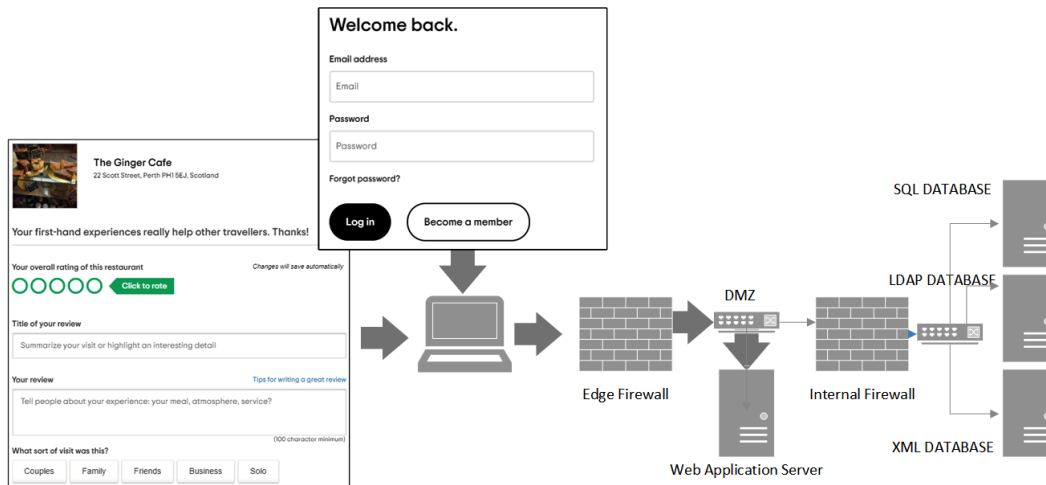 Welcome back.
Email address
Email
Password
Password
Forgot password?
Log in
Become a member
The Ginger Cafe
22 Scott Street, Perth PH1 5EJ, Scotland
Your first-hand experiences really help other travellers. Thanks!
Your overall rating of this restaurant
Changes will save automatically
Click to rate
Title of your review
Summarize your visit or highlight an interesting detail
Your review
Tips for writing a great review
Tell people about your experience: your meal, atmosphere, service?
(100 character minimum)
What sort of visit was this?
Couples
Family
Friends
Business
Solo
Edge Firewall
DMZ
Web Application Server
Internal Firewall
SQL DATABASE
LDAP DATABASE
XML DATABASE